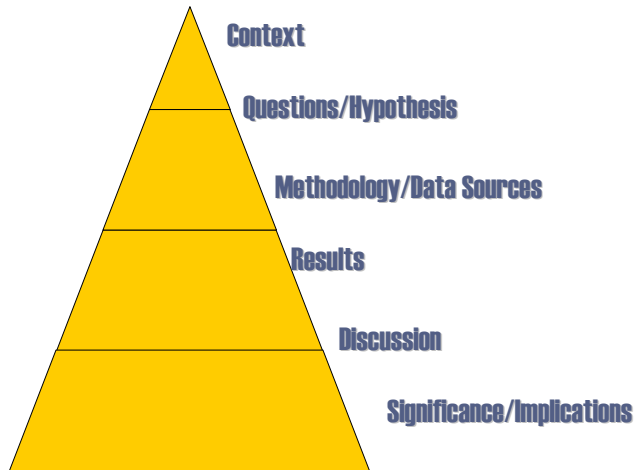 Context
Questions/Hypothesis
Methodology/Data Sources
Results
Discussion
Significance/Implications